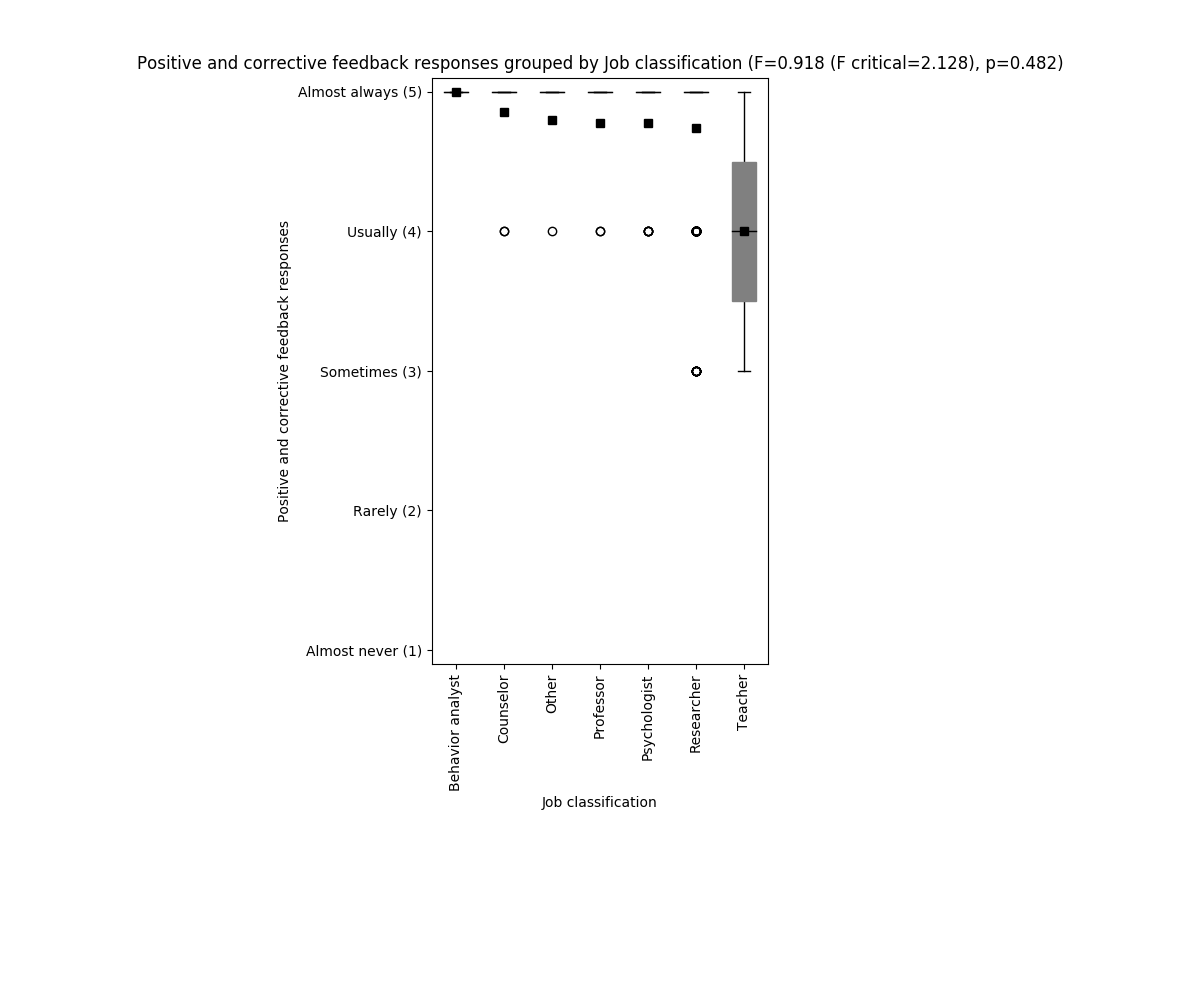 Positive and corrective feedback responses grouped by Job classification (F=0.918 (F critical=2.128), p=0.482)
Almost always (5)
Usually (4)
Sometimes (3)
Rarely (2)
Almost never (1)
Positive and corrective feedback responses
Behavior analyst
Counselor
Other
Professor
Psychologist
Researcher
Teacher
Job classification